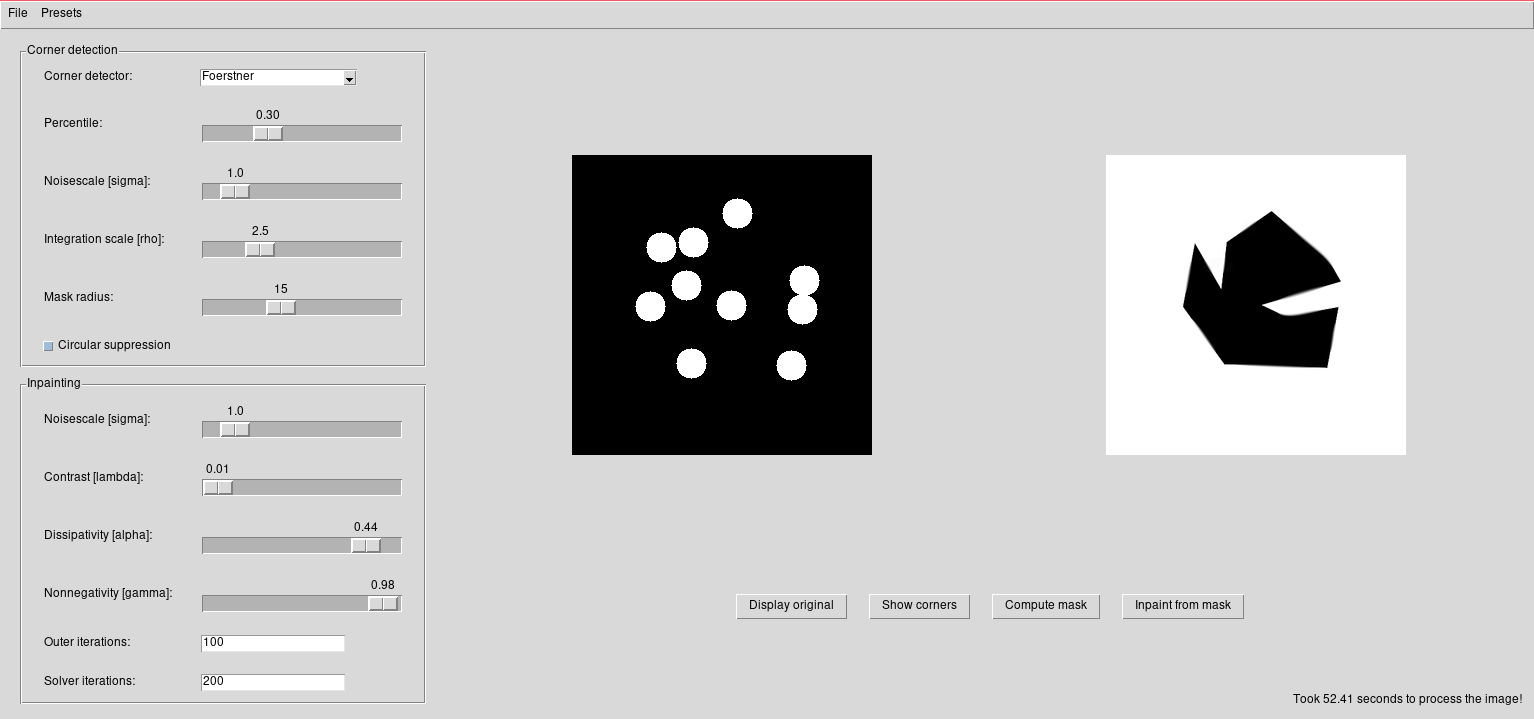 File Presets
Corner detection
Corner detector: Foerstner
0.30
Percentile:
1.0
Noisescale [sigma]:
2.5
Integration scale [rho]:
15
Mask radius:
Circular suppression
Inpainting
1.0
Noisescale [sigma]:
0.01
Contrast [lambda]:
0.44
Dissipativity [alpha]:
0.98
Nonnegativity [gamma]:
Outer iterations: 100
Solver iterations: 200
Display original Show corners Compute mask Inpaint from mask
Took 52.41 seconds to process the image!